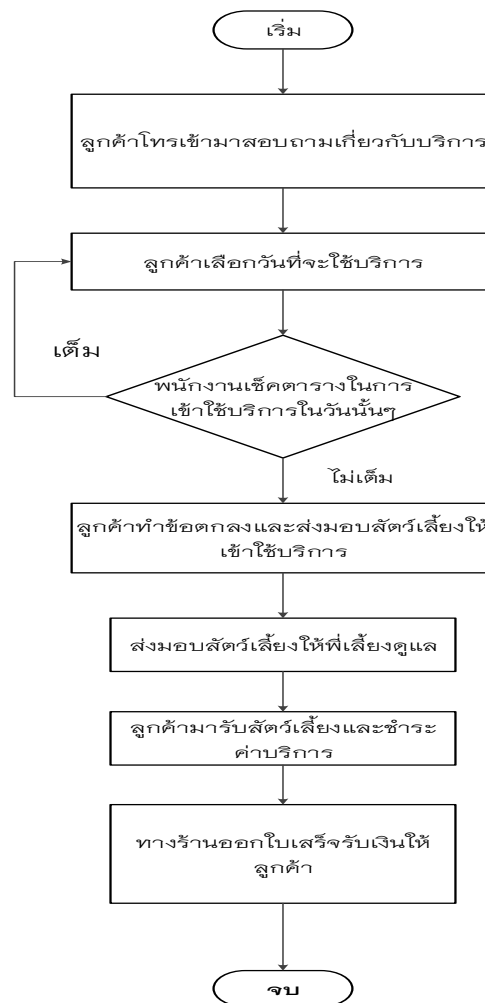 เริ่ม
ลูกค้าโทรเข้ามาสอบถามเกี่ยวกับบริการ
ลูกค้าเลือกวันที่จะใช้บริการ
เต็ม
พนักงานเช็คตารางในการ
เข้าใช้บริการในวันนั้นๆ
ไม่เต็ม
ลูกค้าทำข้อตกลงและส่งมอบสัตว์เลี้ยงให้
เข้าใช้บริการ
ส่งมอบสัตว์เลี้ยงให้พี่เลี้ยงดูแล
ลูกค้ามารับสัตว์เลี้ยงและชำระ
ค่าบริการ
ทางร้านออกใบเสร็จรับเงินให้
ลูกค้า
จบ